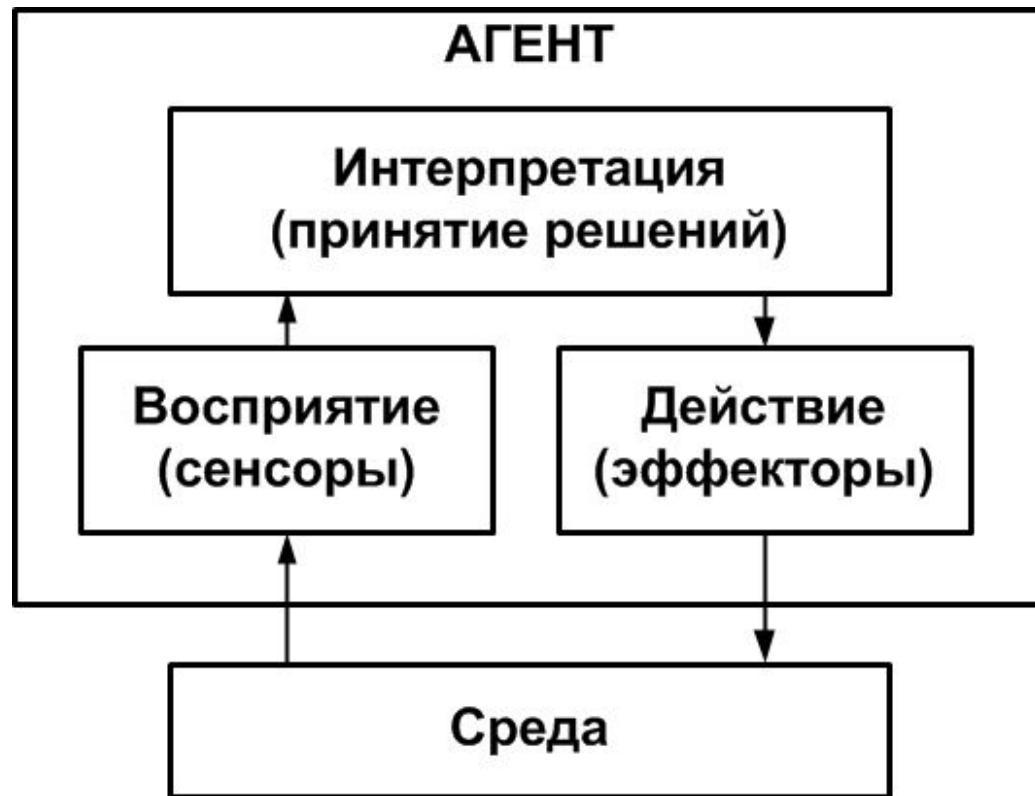 АГЕНТ
Интерпретация
(принятие решений)
Восприятие
(сенсоры)
Действие
(эффекторы)
Среда